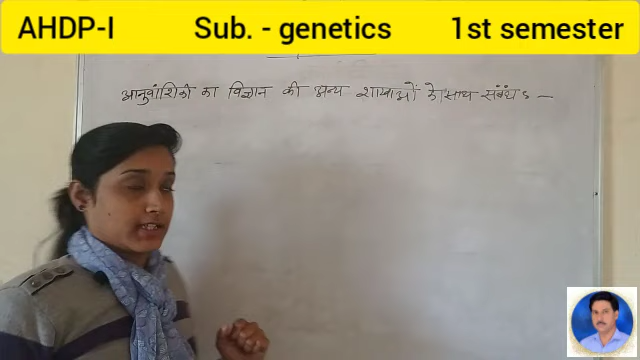 AHDP-I Sub. - genetics 1st semester
आनुवांशिकी का विज्ञान की अन्य शाखाओं के साथ संबंध :-